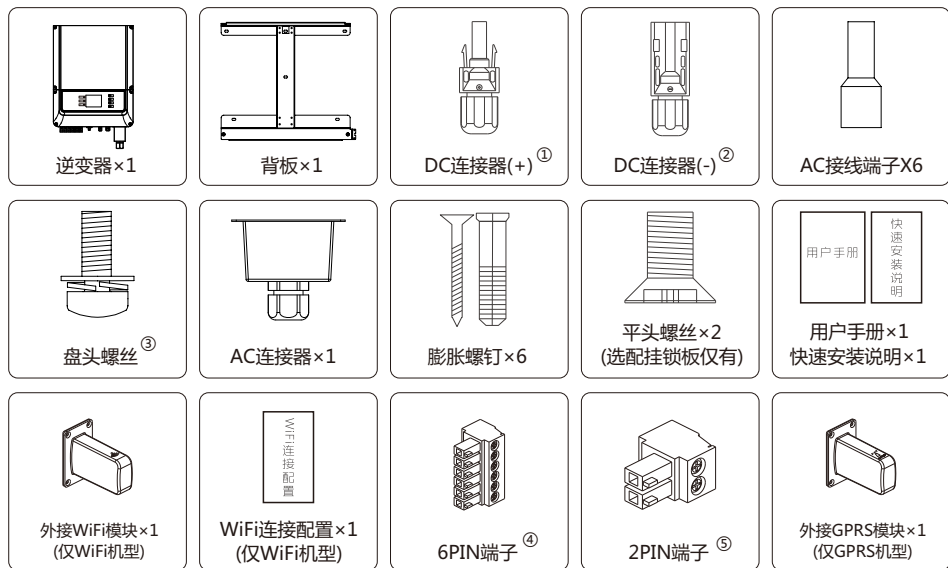 逆变器×1
背板×1
DC连接器(+) ①
DC连接器(-) ②
AC接线端子X6
用户手册
快速安装说明
盘头螺丝 ③
AC连接器×1
膨胀螺钉×6
平头螺丝×2
(选配挂锁板仅有)
用户手册×1
快速安装说明×1
WiFi连接配置
外接WiFi模块×1
(仅WiFi机型)
WiFi连接配置×1
(仅WiFi机型)
6PIN端子 ④
2PIN端子 ⑤
外接GPRS模块×1
(仅GPRS机型)